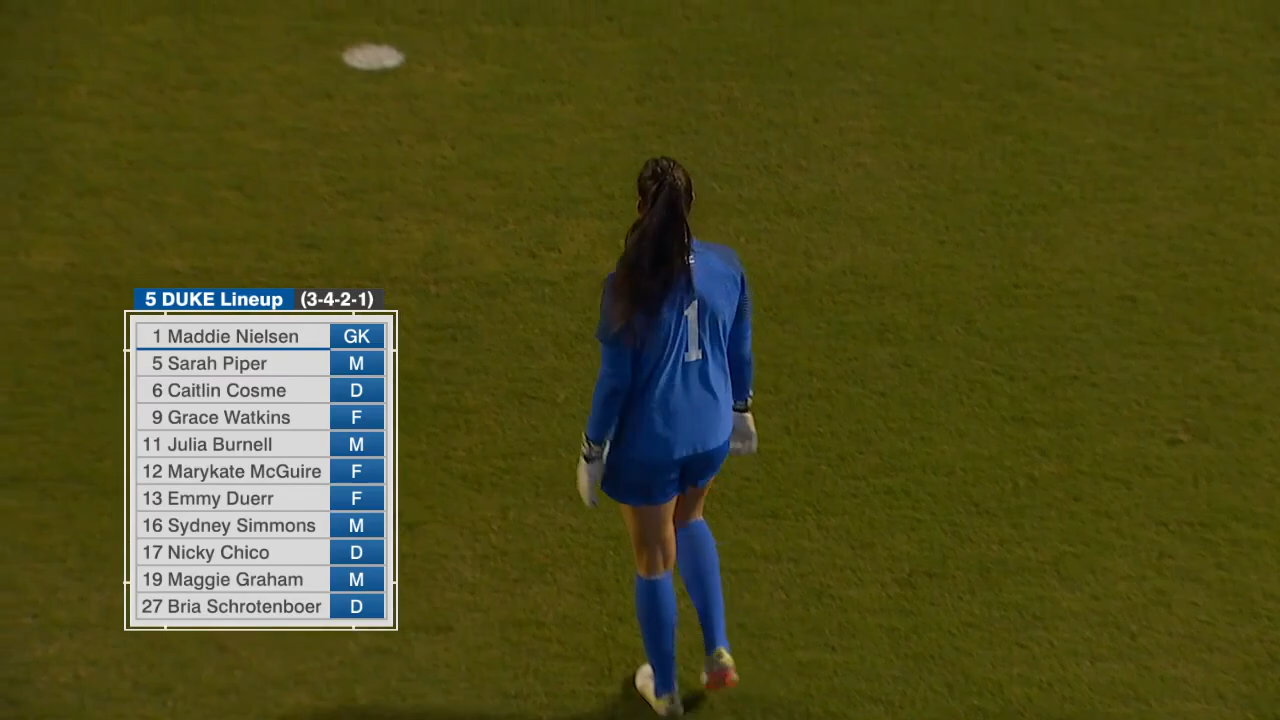 5 DUKE Lineup (3-4-2-1)
1 Maddie Nielsen GK
5 Sarah Piper M
6 Caitlin Cosme D
9 Grace Watkins F
11 Julia Burnell M
12 Marykate McGuire F
13 Emmy Duerr F
16 Sydney Simmons M
17 Nicky Chico D
19 Maggie Graham M
27 Bria Schrotenboer D
1